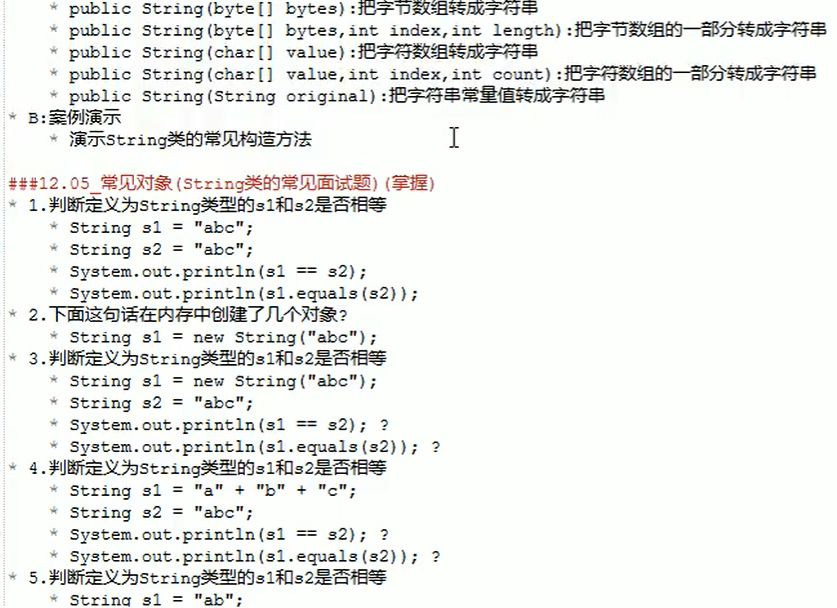 * public String(byte[] bytes):把字节数组转成字符串
* public String(byte[] bytes,int index,int length):把字节数组的一部分转成字符串
* public String(char[] value):把字符数组转成字符串
* public String(char[] value,int index,int count):把字符数组的一部分转成字符串
* public String(String original):把字符串常量值转成字符串
* B:案例演示
* 演示String类的常见构造方法
###12.05_常见对象(String类的常见面试题)(掌握)
* 1.判断定义为String类型的s1和s2是否相等
* String s1 = "abc";
* String s2 = "abc";
* System.out.println(s1 == s2);
* System.out.println(s1.equals(s2));
* 2.下面这句话在内存中创建了几个对象?
* String s1 = new String("abc");
* 3.判断定义为String类型的s1和s2是否相等
* String s1 = new String("abc");
* String s2 = "abc";
* System.out.println(s1 == s2); ?
* System.out.println(s1.equals(s2)); ?
* 4.判断定义为String类型的s1和s2是否相等
* String s1 = "a" + "b" + "c";
* String s2 = "abc";
* System.out.println(s1 == s2); ?
* System.out.println(s1.equals(s2)); ?
* 5.判断定义为String类型的s1和s2是否相等
* String s1 = "ab";